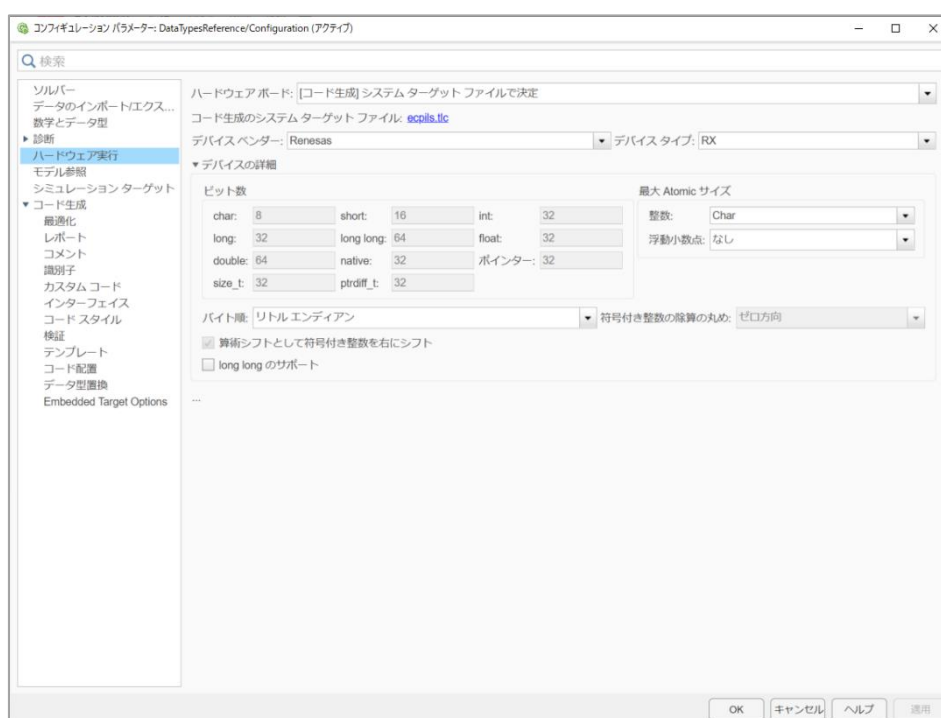 コンフィギュレーション パラメーター: DataTypesReference/Configuration (アクティブ)
検索
ソルバー
データのインポート/エクス...
数学とデータ型
診断
ハードウェア実行
モデル参照
シミュレーション ターゲット
コード生成
最適化
レポート
コメント
識別子
カスタム コード
インターフェイス
コード スタイル
検証
テンプレート
コード配置
データ型置換
Embedded Target Options
ハードウェア ボード: [コード生成] システム ターゲット ファイルで決定
コード生成のシステム ターゲット ファイル: ecpils.tlc
デバイス ベンダー: Renesas デバイス タイプ: RX
デバイスの詳細
ビット数
char: 8 short: 16 int: 32
long: 32 long long: 64 float: 32
double: 64 native: 32 ポインター: 32
size_t: 32 ptrdiff_t: 32
最大 Atomic サイズ
整数: Char
浮動小数点: なし
バイト順: リトル エンディアン 符号付き整数の除算の丸め: ゼロ方向
算術シフトとして符号付き整数を右にシフト
long long のサポート
...
OK キャンセル ヘルプ 適用